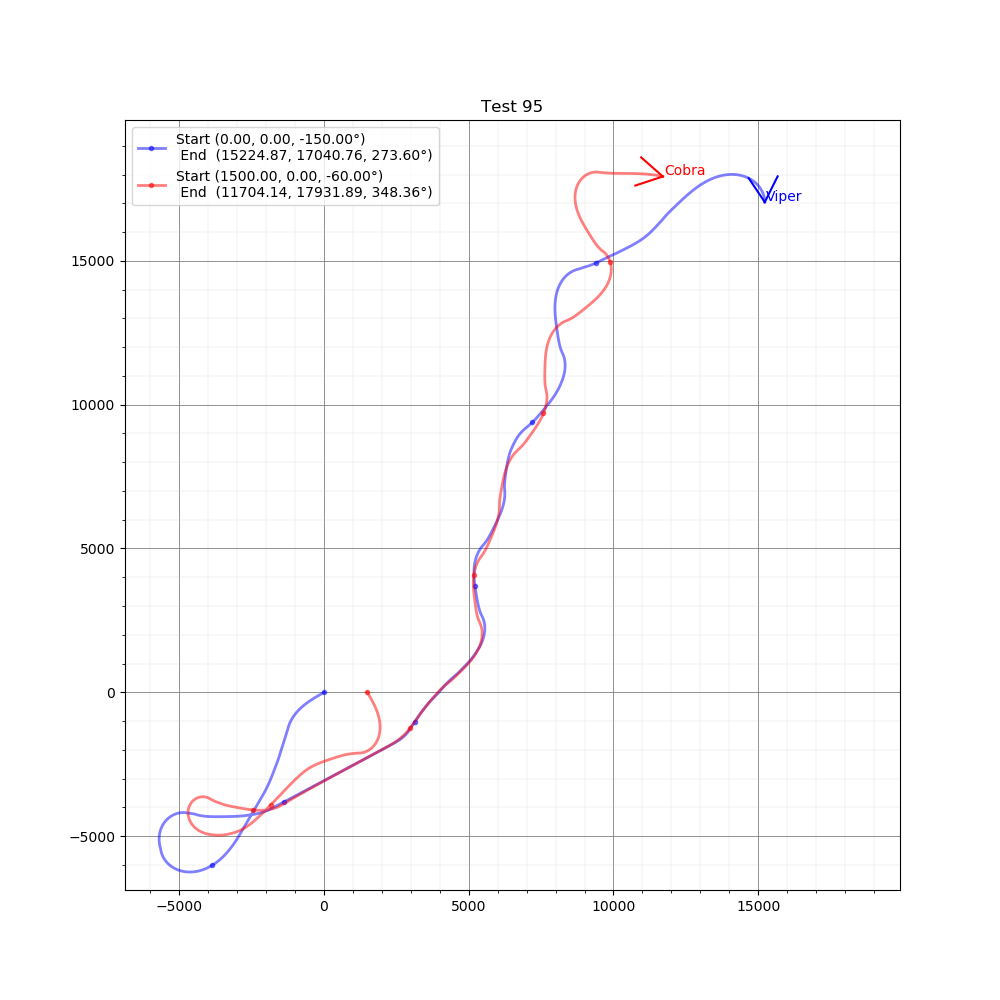 Test 95
Start (0.00, 0.00, -150.00°)
End (15224.87, 17040.76, 273.60°)
Start (1500.00, 0.00, -60.00°)
End (11704.14, 17931.89, 348.36°)
Cobra
Viper
15000
10000
5000
0
−5000
−5000
0
5000
10000
15000